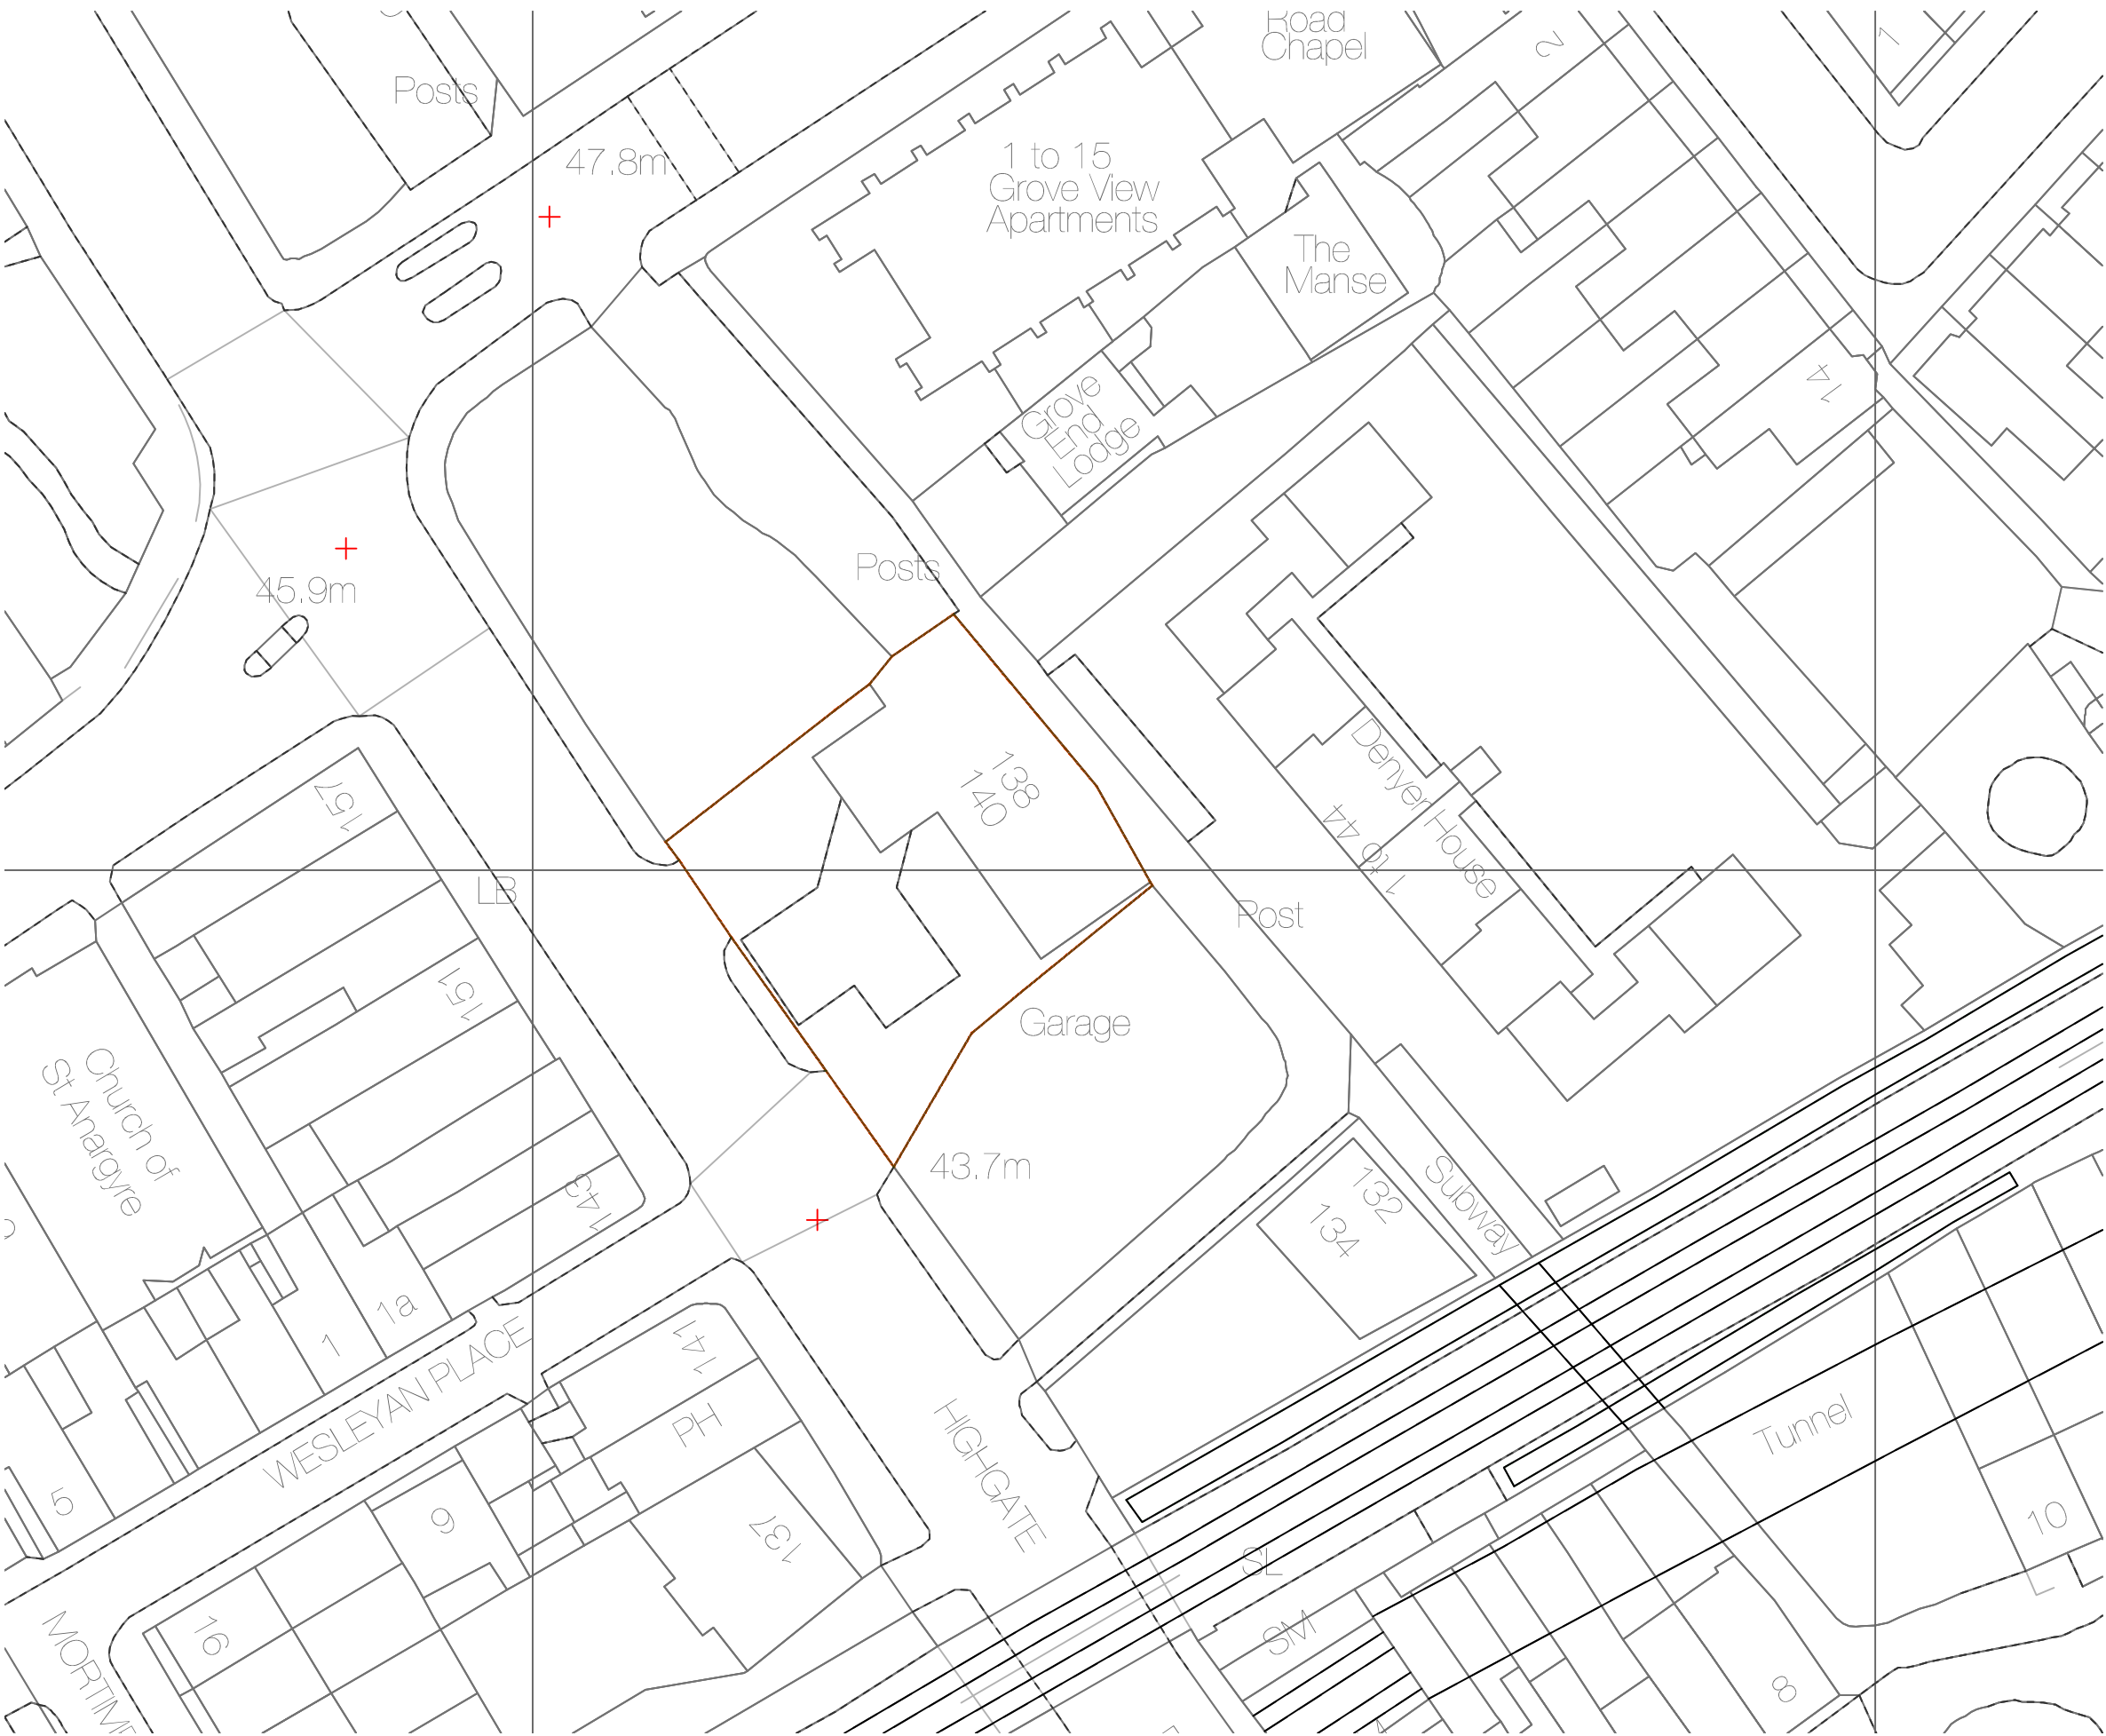 Posts
Road
Chapel
2
1
47.8m
1 to 15
Grove View
Apartments
The
Manse
14
Grove
End
Lodge
Posts
45.9m
157
138
140
Denyer House
1 to 44
LB
Post
151
Garage
Church of
St Anargyre
143
43.7m
132
134
Subway
1a
1
141
WESLEYAN PLACE
PH
HIGHGATE
Tunnel
5
9
137
10
SL
16
SM
MORTIME
8